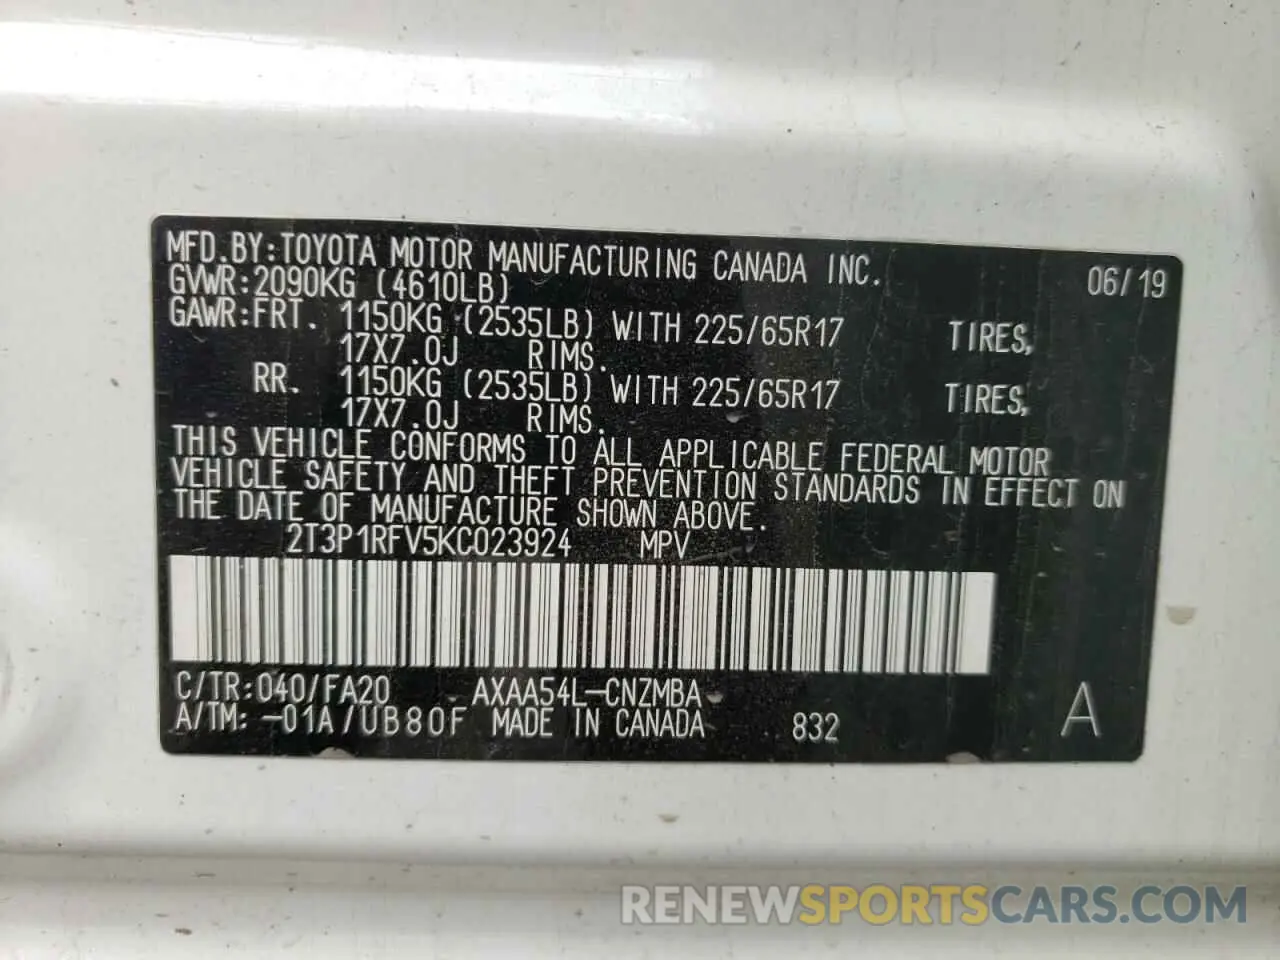 MFD.BY:TOYOTA MOTOR MANUFACTURING CANADA INC. 06/19
GVWR:2090KG (4610LB)
GAWR:FRT. 1150KG (2535LB) WITH 225/65R17 TIRES,
17X7.0J RIMS.
RR. 1150KG (2535LB) WITH 225/65R17 TIRES,
17X7.0J RIMS.
THIS VEHICLE CONFORMS TO ALL APPLICABLE FEDERAL MOTOR
VEHICLE SAFETY AND THEFT PREVENTION STANDARDS IN EFFECT ON
THE DATE OF MANUFACTURE SHOWN ABOVE.
2T3P1RFV5KC023924 MPV
C/TR:040/FA20 AXAA54L-CNZMBA
A/TM:-01A/UB80F MADE IN CANADA 832 A
RENEWSPORTSCARS.COM